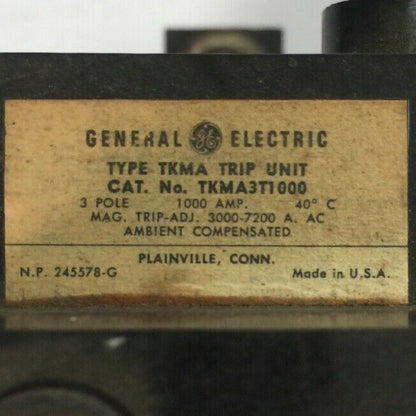 GENERAL GE ELECTRIC
TYPE TKMA TRIP UNIT
CAT. No. TKMA3T1000
3 POLE 1000 AMP. 40° C
MAG. TRIP-ADJ. 3000-7200 A. AC
AMBIENT COMPENSATED
PLAINVILLE, CONN.
N.P. 245578-G Made in U.S.A.